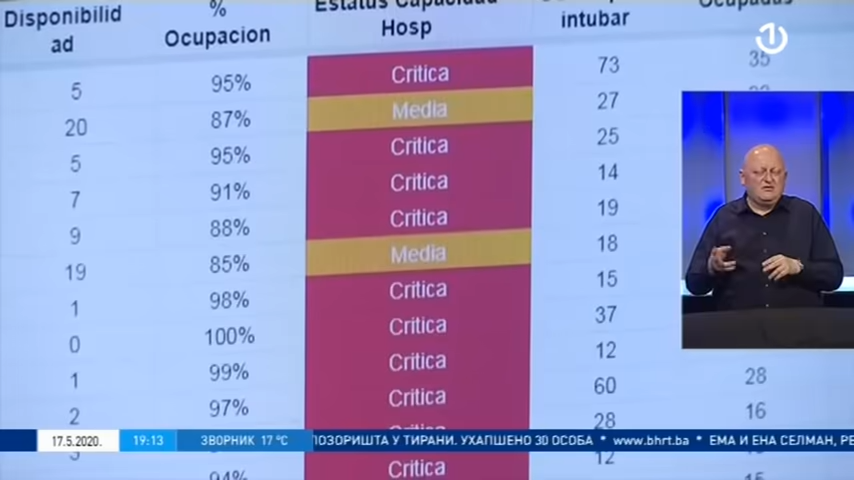 Disponibilid
ad
%
Ocupacion
Estatus Capacidad
Hosp
intubar
Ocupadas
1
5 95% Critica 73 35
20 87% Media 27
5 95% Critica 25
7 91% Critica 14
9 88% Critica 19
19 85% Media 18
1 98% Critica 15
0 100% Critica 37
1 99% Critica 12 28
2 97% Critica 60 16
28
94% Critica 12
17.5.2020. 19:13 ЗВОРНИК 17 °C ПОЗОРИШТА У ТИРАНИ. УХАПШЕНО 30 ОСОБА * www.bhrt.ba * ЕМА И ЕНА СЕЛМАН, РЕ